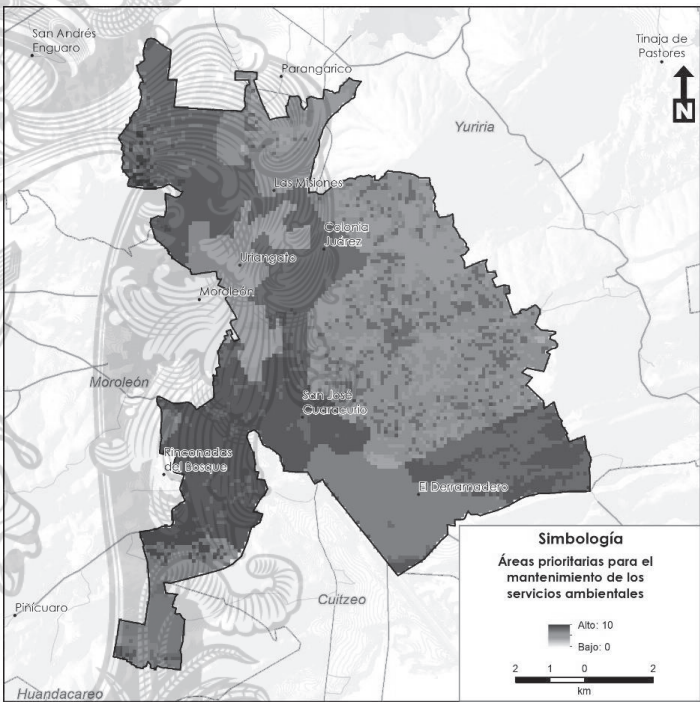 San Andrés
Enguaro
Tinaja de
Pastores
Parangarico
N
Yuriria
Las Misiones
Colonia
Juárez
Uriangato
Moroleón
Moroleón
San José
Cuaracurio
Rinconadas
del Bosque
El Derramadero
Simbología
Áreas prioritarias para el
mantenimiento de los
servicios ambientales
Alto: 10
Bajo: 0
2 1 0 2
km
Cuitzeo
Piñícuaro
Huandacareo